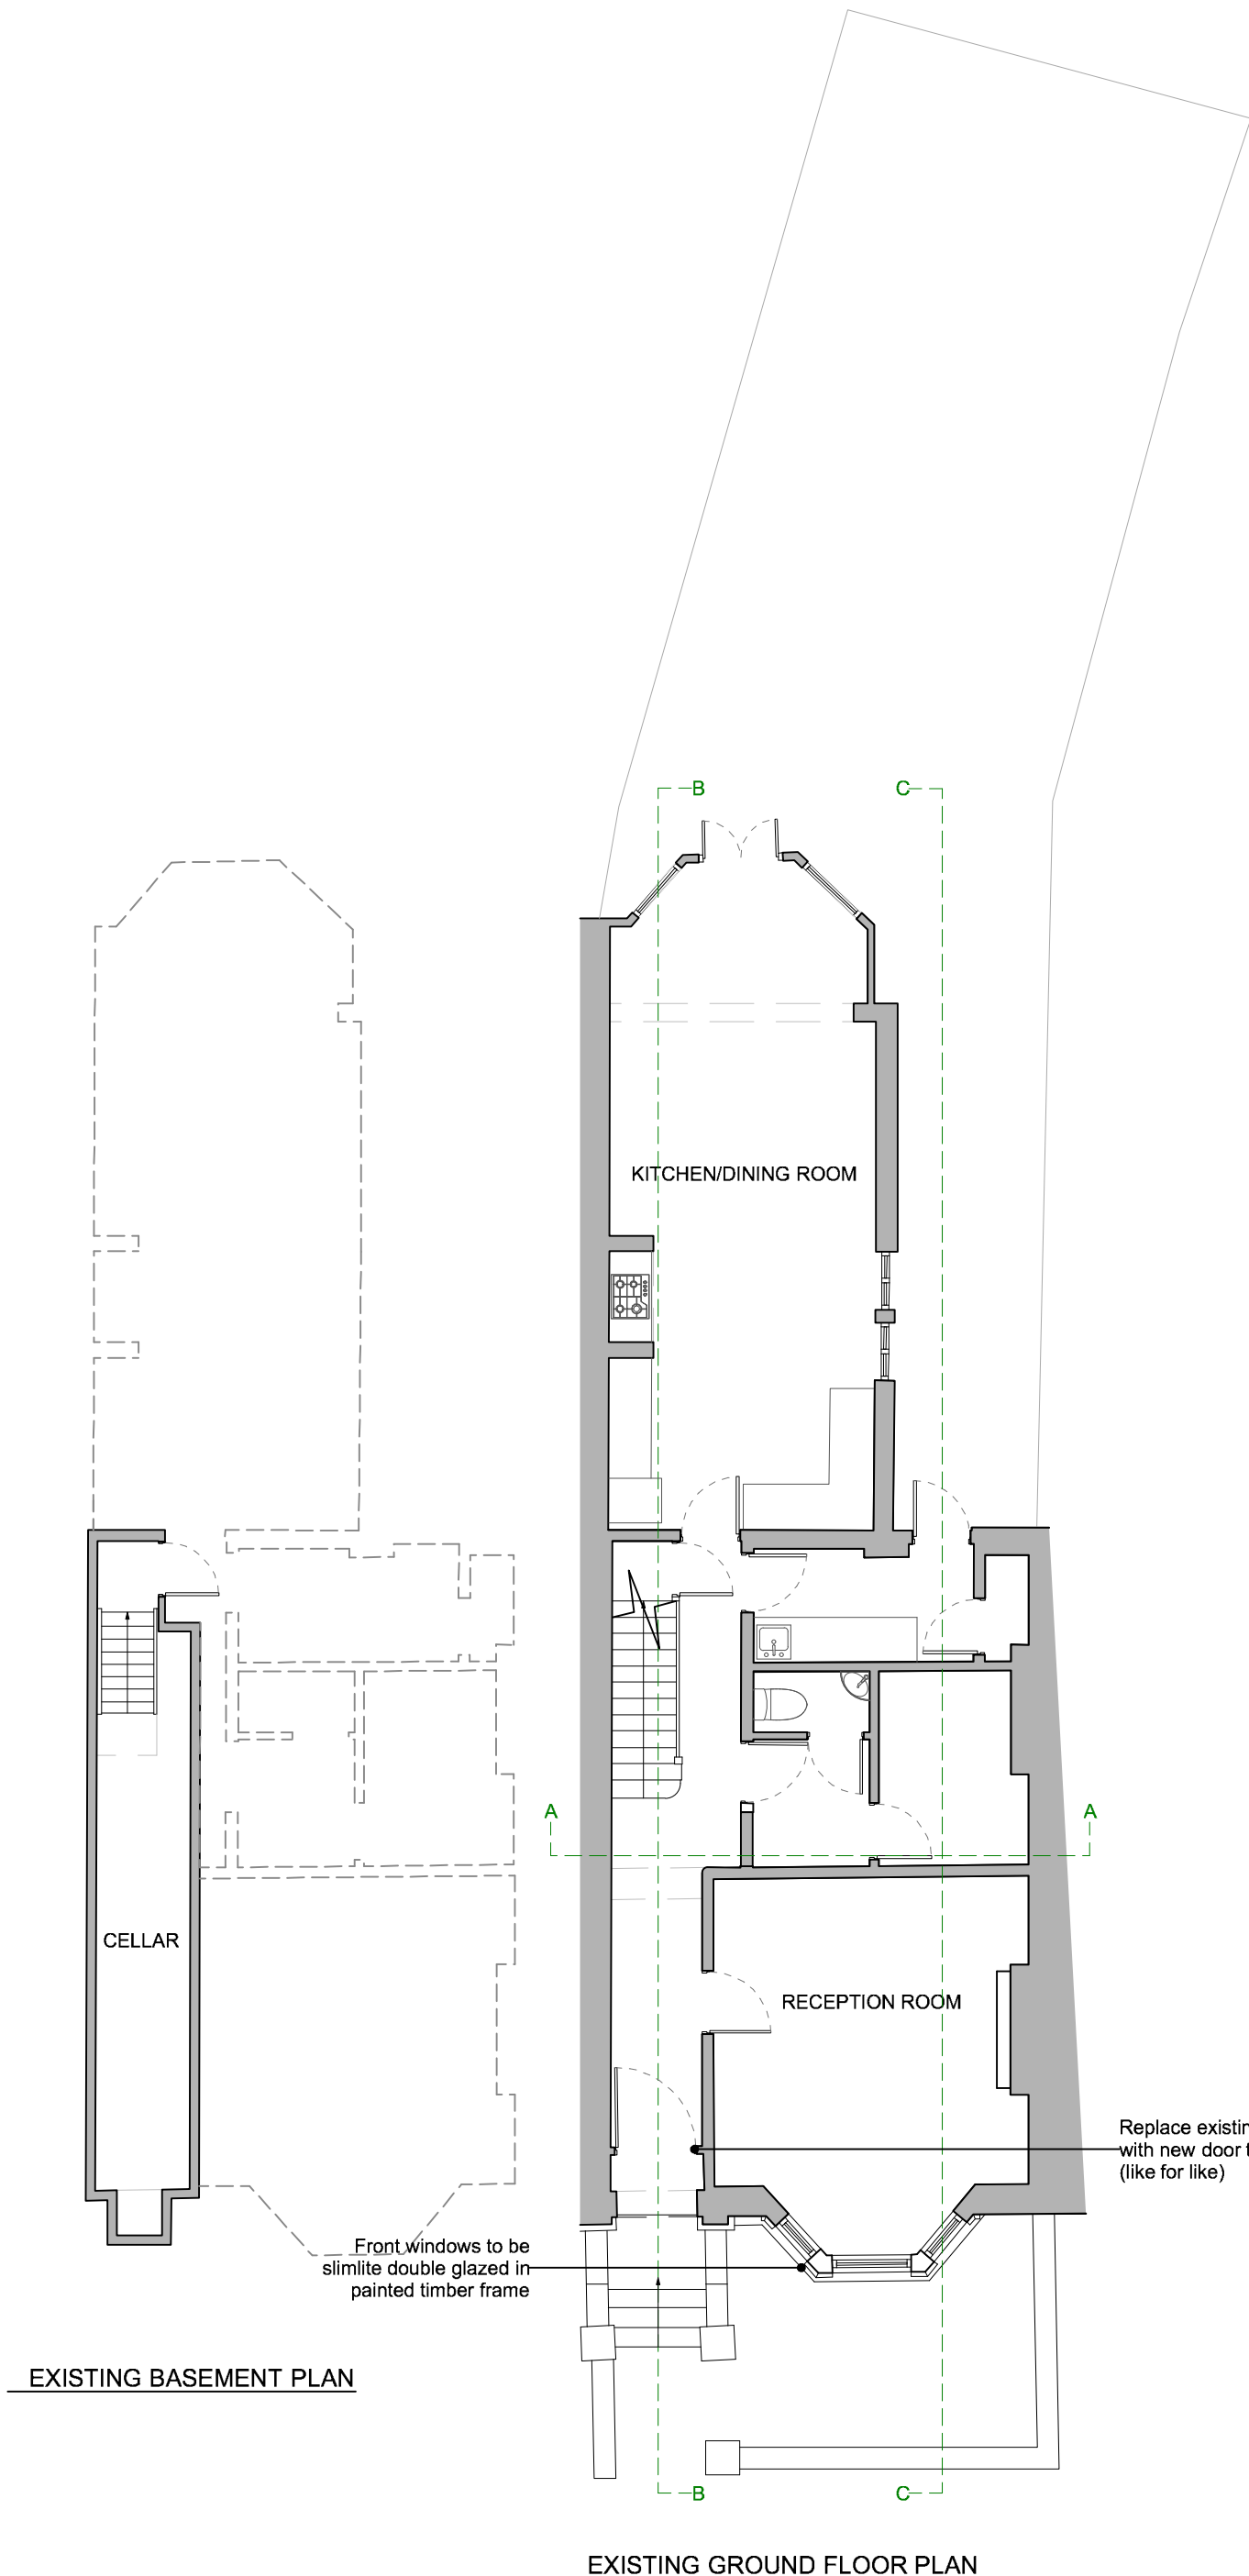 B
C
KITCHEN/DINING ROOM
A
A
CELLAR
RECEPTION ROOM
Replace existin
with new door t
(like for like)
Front windows to be
slimlite double glazed in
painted timber frame
EXISTING BASEMENT PLAN
B
C
EXISTING GROUND FLOOR PLAN